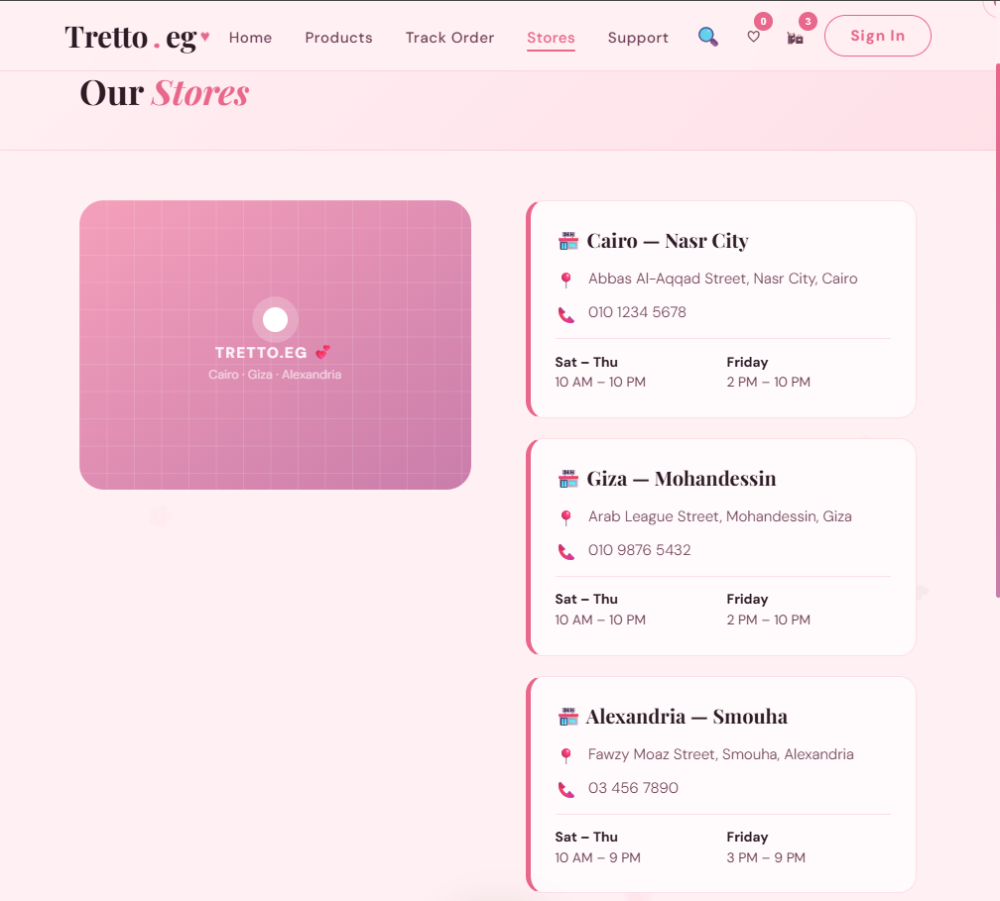 Tretto . eg♥ Home Products Track Order Stores Support 0 3 Sign In
Our Stores
TRETTO.EG 💕
Cairo · Giza · Alexandria
Cairo — Nasr City
Abbas Al-Aqqad Street, Nasr City, Cairo
010 1234 5678
Sat – Thu Friday
10 AM – 10 PM 2 PM – 10 PM
Giza — Mohandessin
Arab League Street, Mohandessin, Giza
010 9876 5432
Sat – Thu Friday
10 AM – 10 PM 2 PM – 10 PM
Alexandria — Smouha
Fawzy Moaz Street, Smouha, Alexandria
03 456 7890
Sat – Thu Friday
10 AM – 9 PM 3 PM – 9 PM